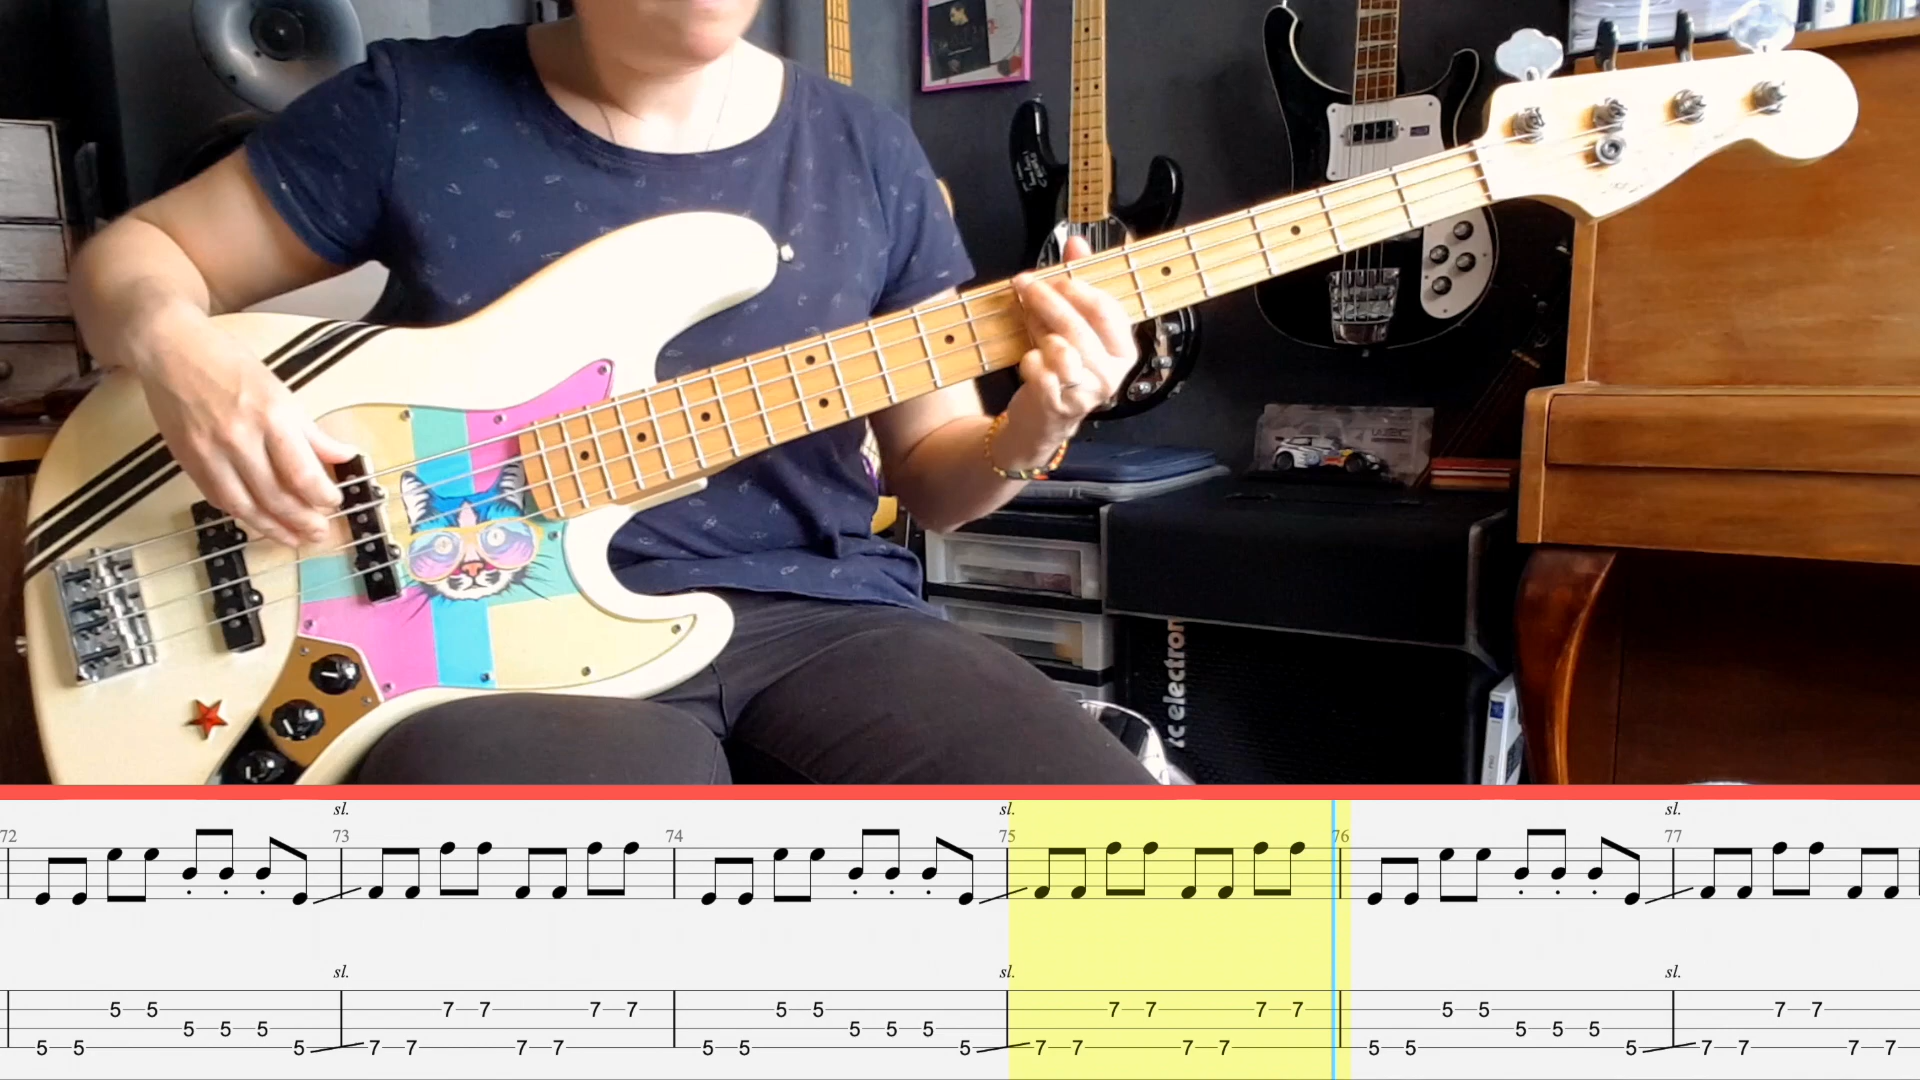 tc electron
sl. sl. sl.
72 73 74 75 76 77
sl. sl. sl.
5 5 7 7 7 7 5 5 7 7 7 7 5 5 7 7
5 5 5 5 5 5 5 5 5
5 5 5 7 7 7 7 5 5 5 7 7 7 7 5 5 5 7 7 7 7